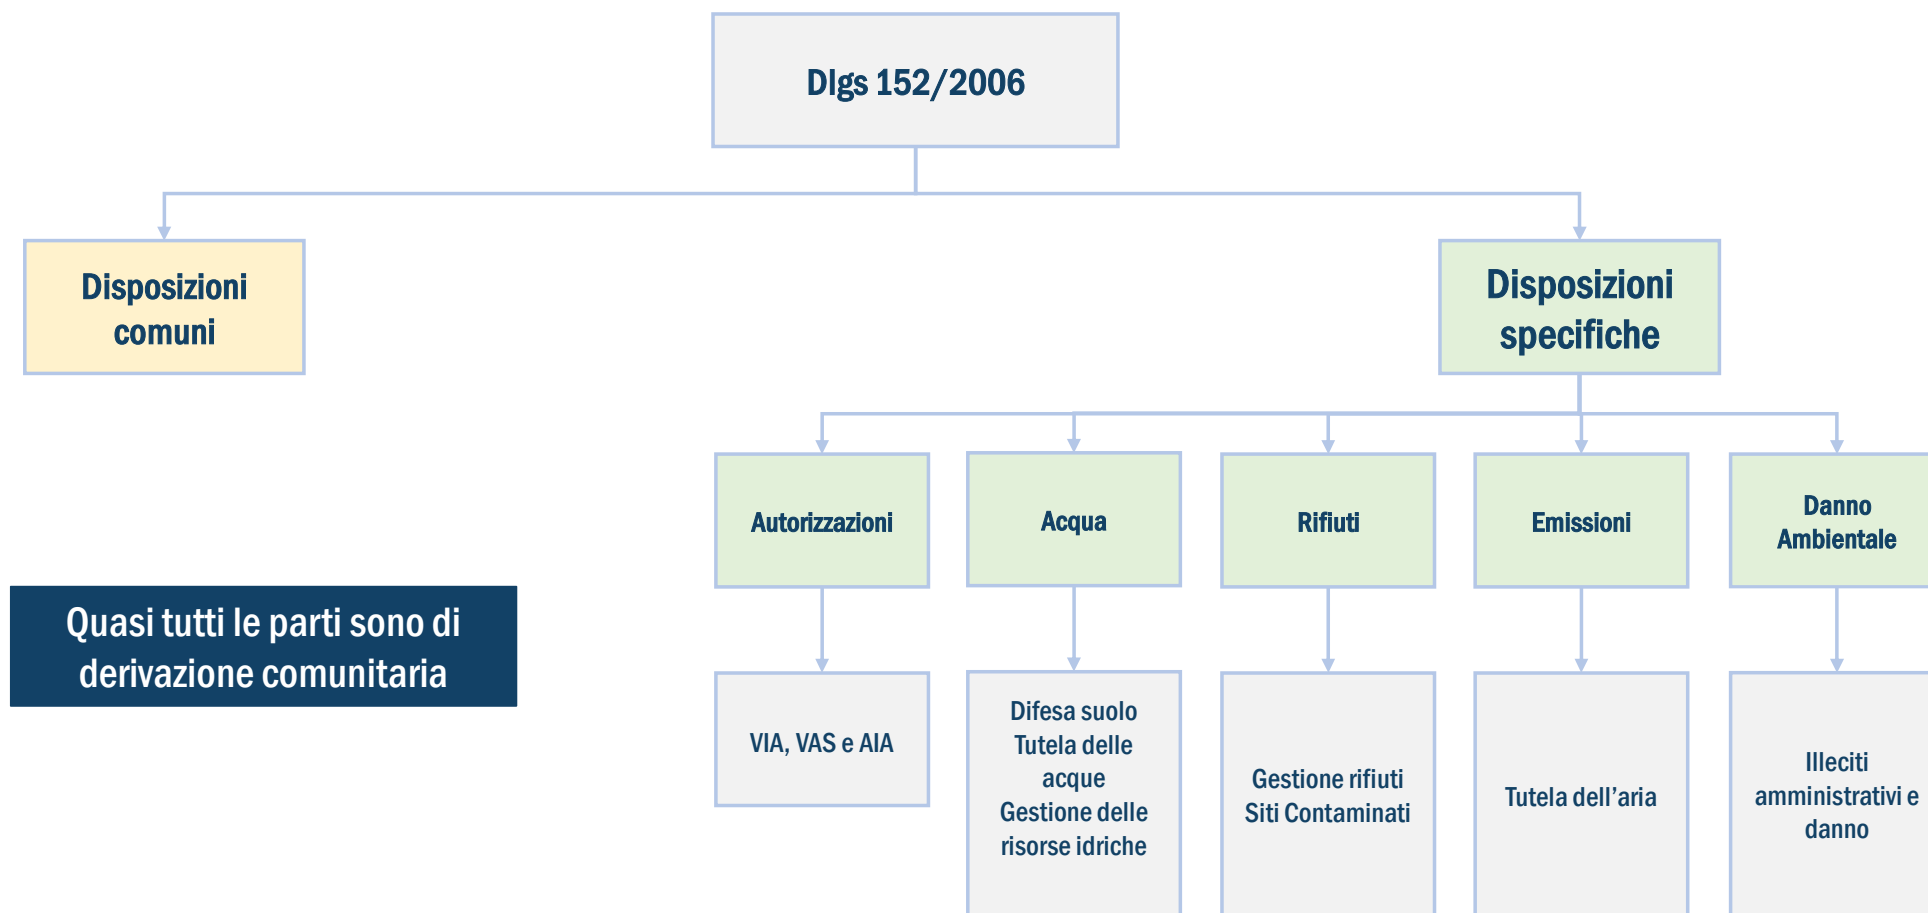 Dlgs 152/2006
Disposizioni
comuni
Disposizioni
specifiche
Autorizzazioni
Acqua
Rifiuti
Emissioni
Danno
Ambientale
Quasi tutti le parti sono di
derivazione comunitaria
VIA, VAS e AIA
Difesa suolo
Tutela delle
acque
Gestione delle
risorse idriche
Gestione rifiuti
Siti Contaminati
Tutela dell’aria
Illeciti
amministrativi e
danno